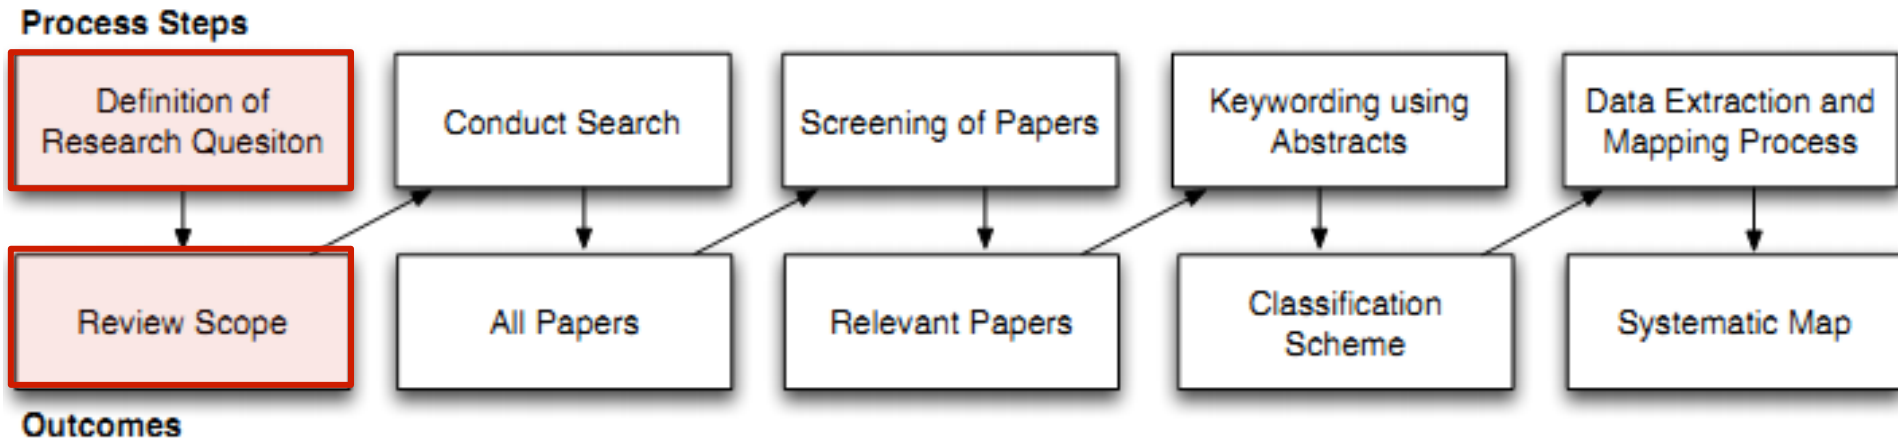 Process Steps
Definition of
Research Quesiton
Conduct Search
Screening of Papers
Keywording using
Abstracts
Data Extraction and
Mapping Process
Review Scope
All Papers
Relevant Papers
Classification
Scheme
Systematic Map
Outcomes